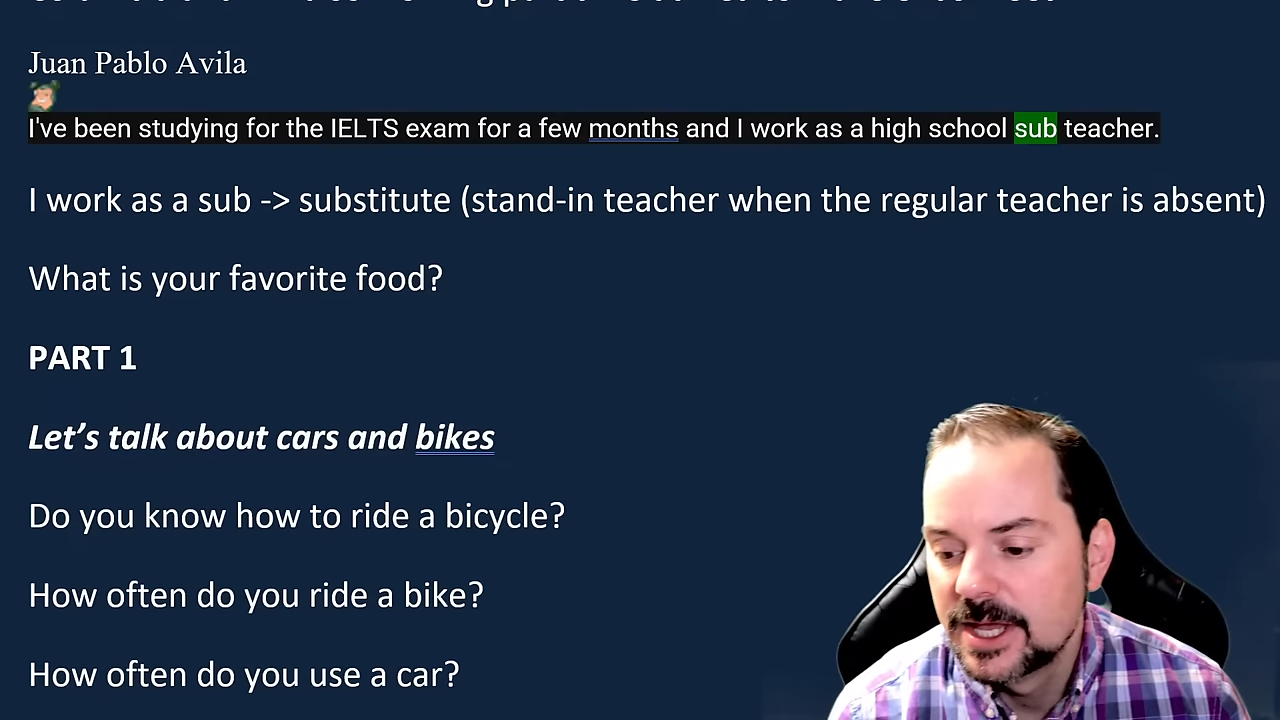 Juan Pablo Avila
I've been studying for the IELTS exam for a few months and I work as a high school sub teacher.
I work as a sub -> substitute (stand-in teacher when the regular teacher is absent)
What is your favorite food?
PART 1
Let's talk about cars and bikes
Do you know how to ride a bicycle?
How often do you ride a bike?
How often do you use a car?